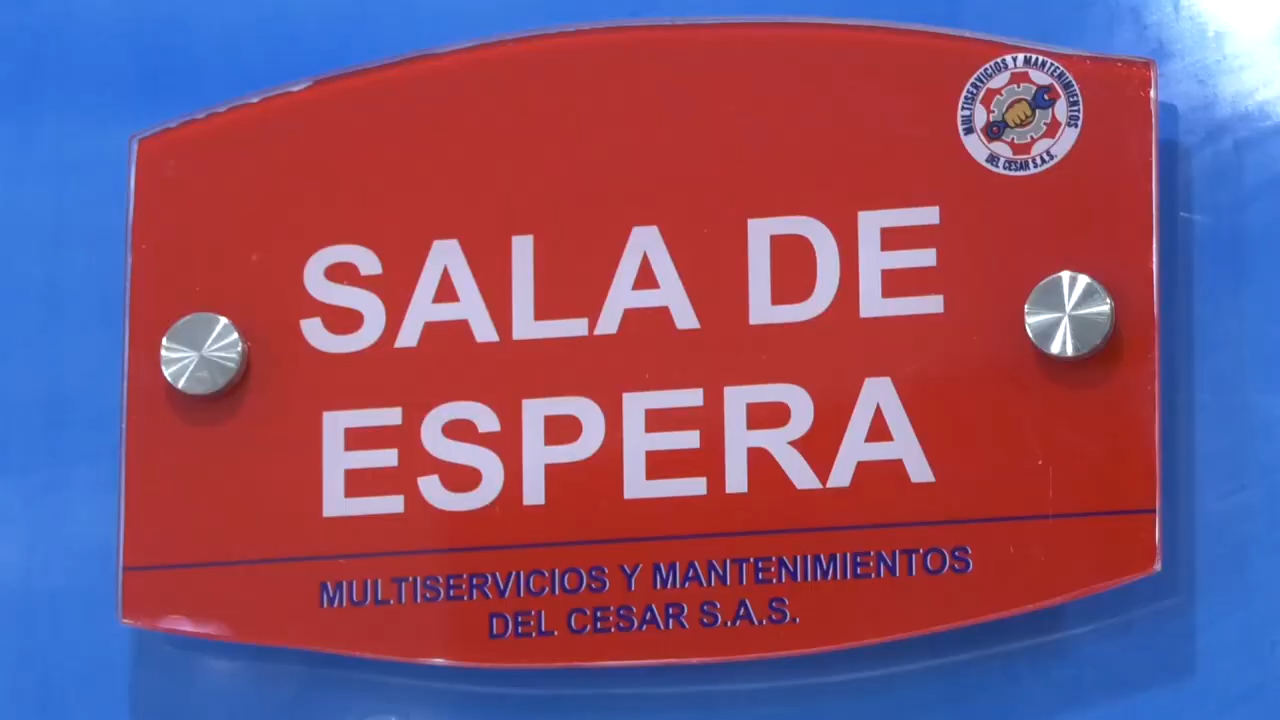 MULTISERVICIOS Y MANTENIMIENTOS
DEL CESAR S.A.S.
SALA DE
ESPERA
MULTISERVICIOS Y MANTENIMIENTOS
DEL CESAR S.A.S.